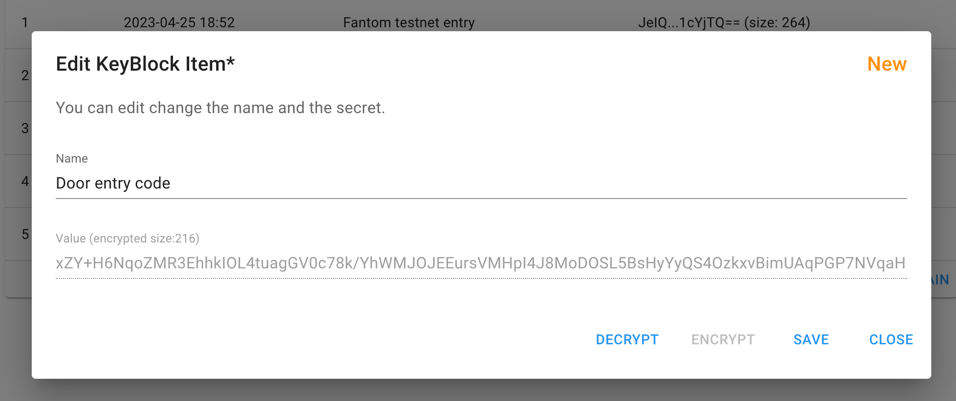 1 2023-04-25 18:52 Fantom testnet entry JeIQ...1cYjTQ== (size: 264)
Edit KeyBlock Item* New
2
You can edit change the name and the secret.
3
Name
4 Door entry code
5 Value (encrypted size:216)
xZY+H6NqoZMR3EhhkIOL4tuagGV0c78k/YhWMJOJEEursVMHpI4J8MoDOSL5BsHyYyQS4OzkxvBimUAqPGP7NVqaH
AIN
DECRYPT ENCRYPT SAVE CLOSE